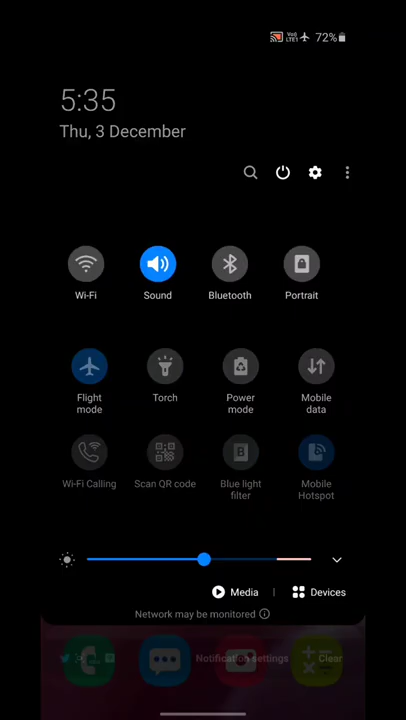 Vo)) LTE1 72%
5:35
Thu, 3 December
Wi-Fi Sound Bluetooth Portrait
Flight mode Torch Power mode Mobile data
Wi-Fi Calling Scan QR code Blue light filter Mobile Hotspot
Media | Devices
Network may be monitored
Notification settings Clear